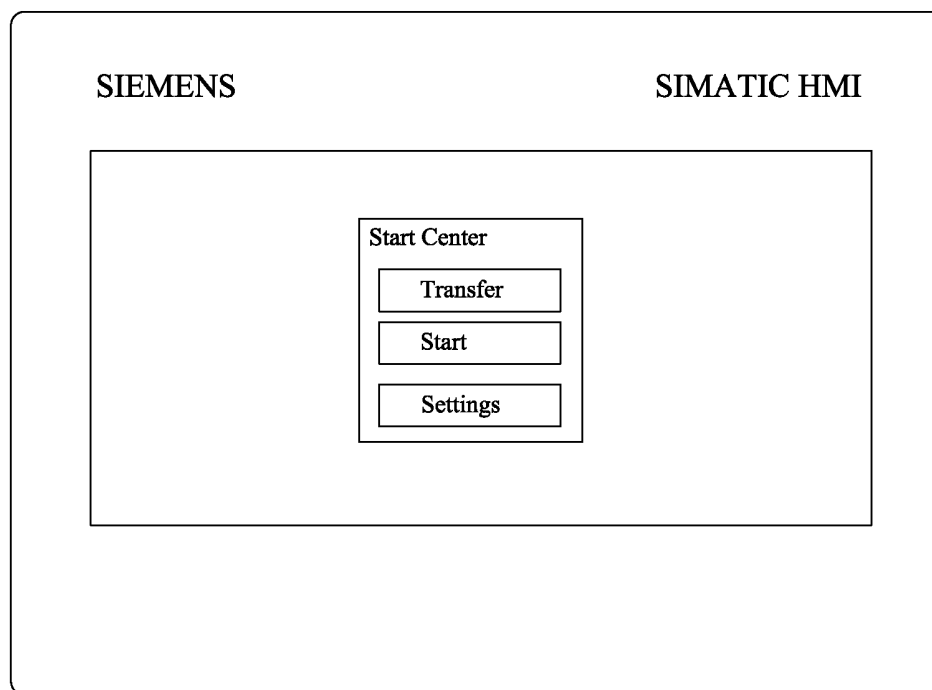 SIEMENS SIMATIC HMI
Start Center
Transfer
Start
Settings